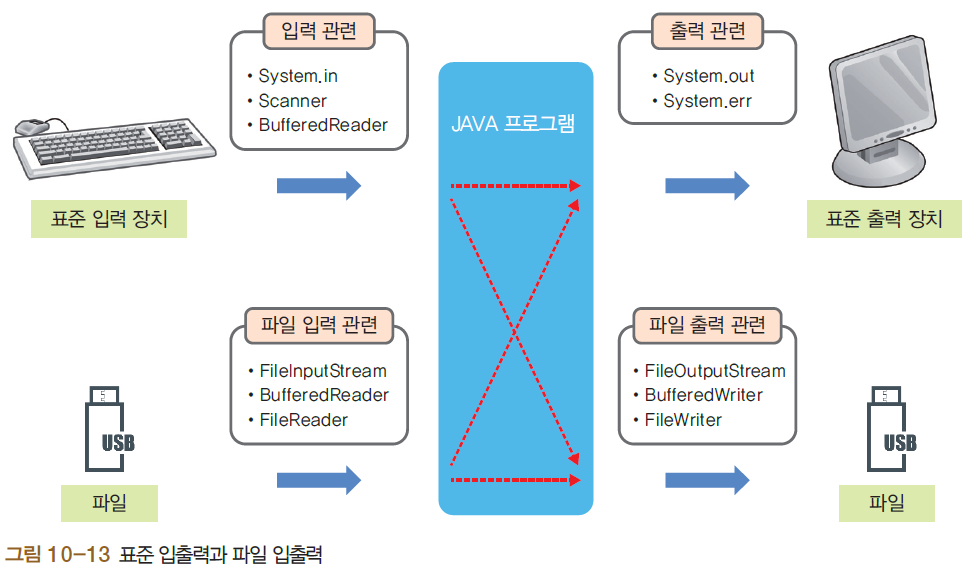 입력 관련
• System.in
• Scanner
• BufferedReader
표준 입력 장치
JAVA 프로그램
출력 관련
• System.out
• System.err
표준 출력 장치
파일 입력 관련
• FileInputStream
• BufferedReader
• FileReader
USB
파일
파일 출력 관련
• FileOutputStream
• BufferedWriter
• FileWriter
USB
파일
그림 10-13 표준 입출력과 파일 입출력